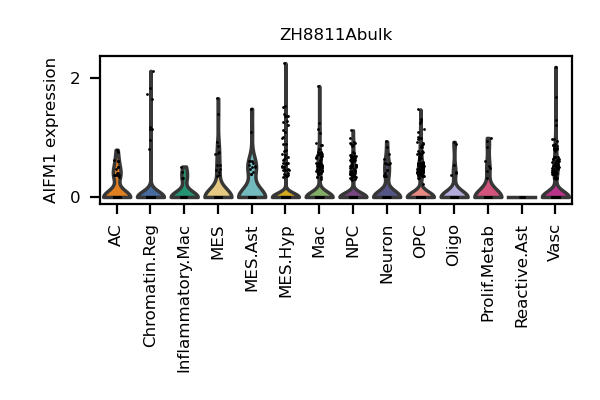 ZH8811Abulk
AIFM1 expression
2
0
AC
Chromatin.Reg
Inflammatory.Mac
MES
MES.Ast
MES.Hyp
Mac
NPC
Neuron
OPC
Oligo
Prolif.Metab
Reactive.Ast
Vasc